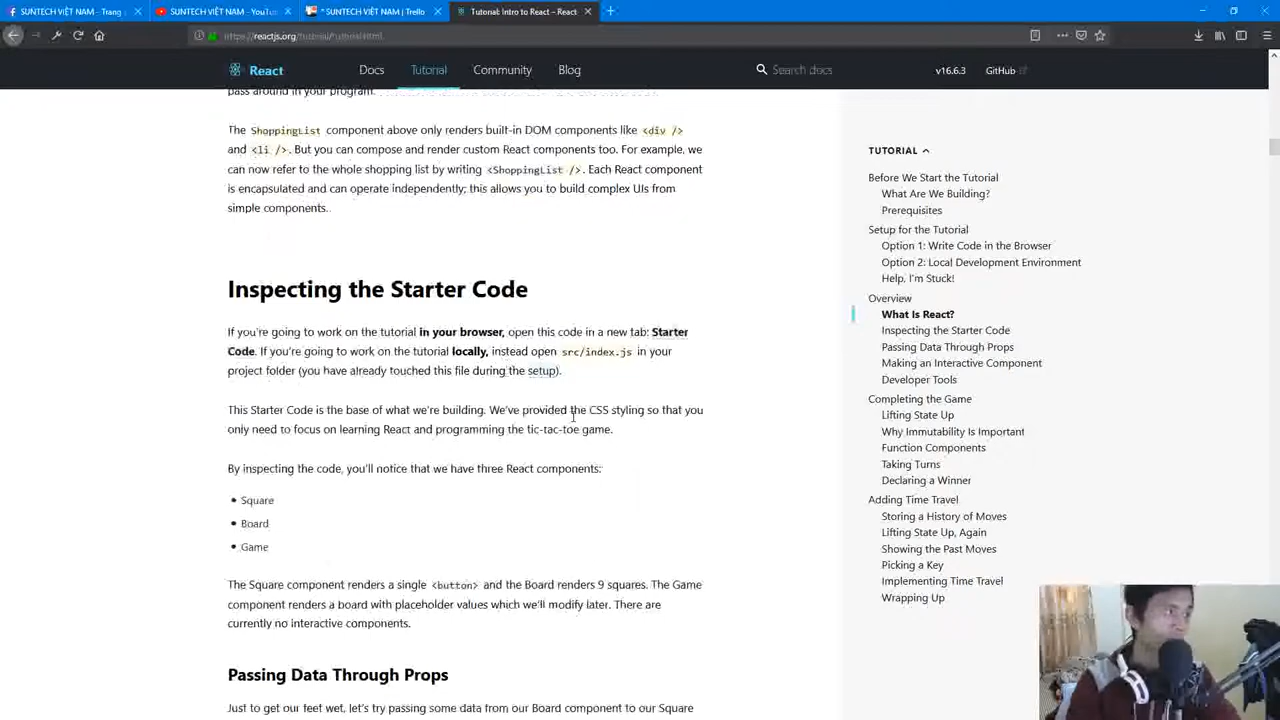 SUNTECH VIỆT NAM - Trang
SUNTECH VIỆT NAM - YouTu
* SUNTECH VIỆT NAM | Trello
Tutorial: Intro to React – React
https://reactjs.org/tutorial/tutorial.html
React
Docs
Tutorial
Community
Blog
Search docs
v16.6.3
GitHub
pass around in your program.
The ShoppingList component above only renders built-in DOM components like <div />
and <li />. But you can compose and render custom React components too. For example, we
can now refer to the whole shopping list by writing <ShoppingList />. Each React component
is encapsulated and can operate independently; this allows you to build complex UIs from
simple components.
Inspecting the Starter Code
If you're going to work on the tutorial in your browser, open this code in a new tab: Starter
Code. If you're going to work on the tutorial locally, instead open src/index.js in your
project folder (you have already touched this file during the setup).
This Starter Code is the base of what we're building. We've provided the CSS styling so that you
only need to focus on learning React and programming the tic-tac-toe game.
By inspecting the code, you'll notice that we have three React components:
• Square
• Board
• Game
The Square component renders a single <button> and the Board renders 9 squares. The Game
component renders a board with placeholder values which we'll modify later. There are
currently no interactive components.
Passing Data Through Props
Just to get our feet wet, let's try passing some data from our Board component to our Square
TUTORIAL
Before We Start the Tutorial
What Are We Building?
Prerequisites
Setup for the Tutorial
Option 1: Write Code in the Browser
Option 2: Local Development Environment
Help, I'm Stuck!
Overview
What Is React?
Inspecting the Starter Code
Passing Data Through Props
Making an Interactive Component
Developer Tools
Completing the Game
Lifting State Up
Why Immutability Is Important
Function Components
Taking Turns
Declaring a Winner
Adding Time Travel
Storing a History of Moves
Lifting State Up, Again
Showing the Past Moves
Picking a Key
Implementing Time Travel
Wrapping Up